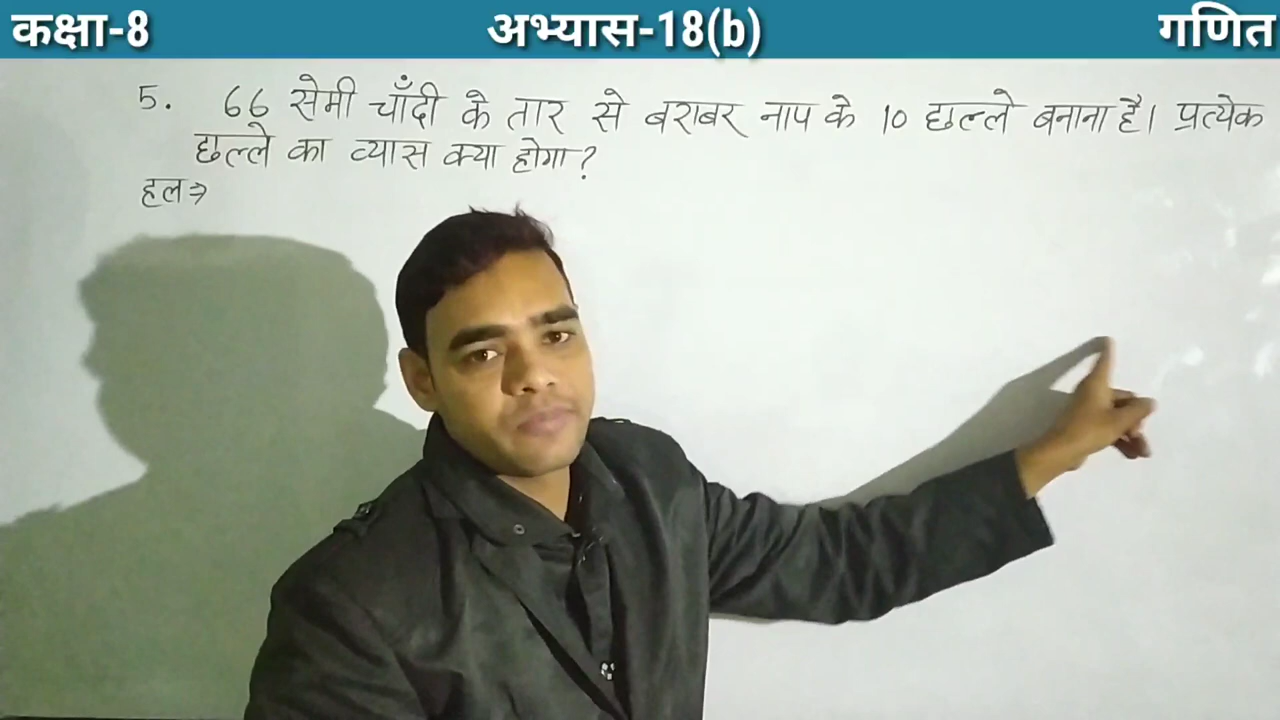 कक्षा-8 अभ्यास-18(b) गणित
5. 66 सेमी चाँदी के तार से बराबर नाप के 10 छल्ले बनाना है। प्रत्येक
छल्ले का व्यास क्या होगा?
हल⇒